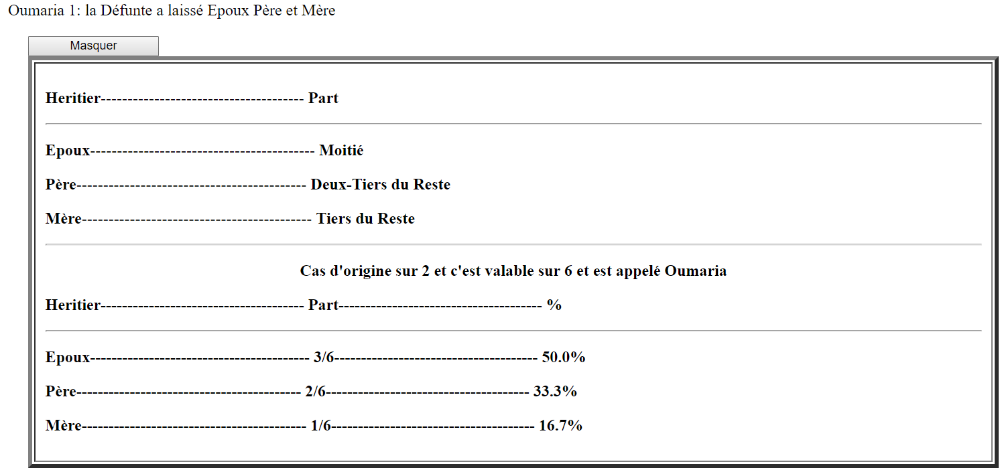 Oumaria 1: la Défunte a laissé Epoux Père et Mère
Masquer
Heritier-------------------------------------- Part
Epoux------------------------------------------ Moitié
Père------------------------------------------- Deux-Tiers du Reste
Mère------------------------------------------- Tiers du Reste
Cas d'origine sur 2 et c'est valable sur 6 et est appelé Oumaria
Heritier-------------------------------------- Part-------------------------------------- %
Epoux----------------------------------------- 3/6-------------------------------------- 50.0%
Père------------------------------------------ 2/6-------------------------------------- 33.3%
Mère------------------------------------------ 1/6-------------------------------------- 16.7%